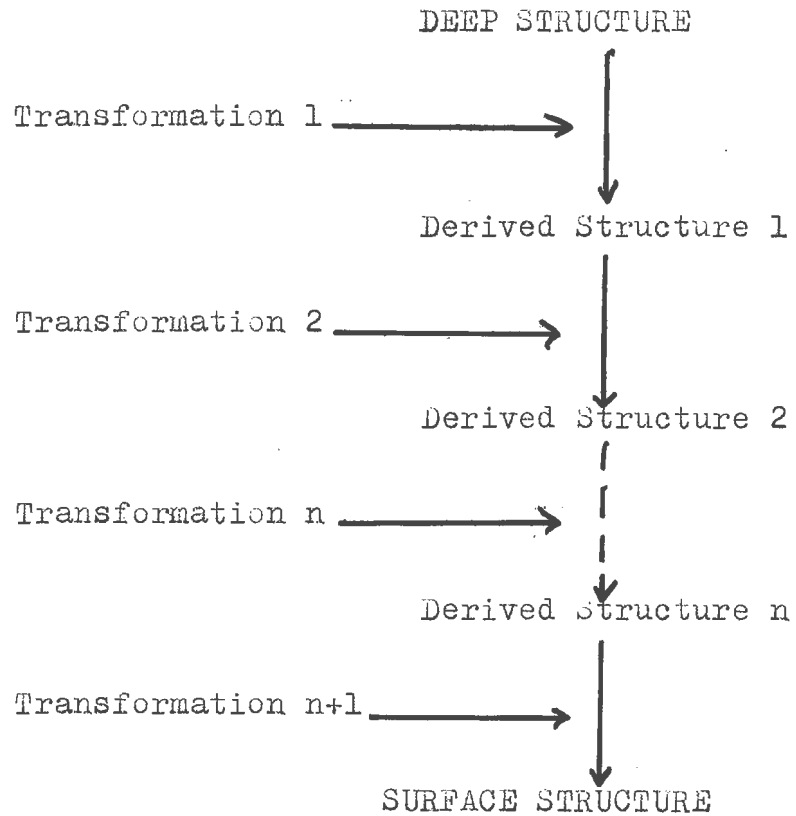 DEEP STRUCTURE
Transformation 1
Derived Structure 1
Transformation 2
Derived Structure 2
Transformation n
Derived Structure n
Transformation n+1
SURFACE STRUCTURE